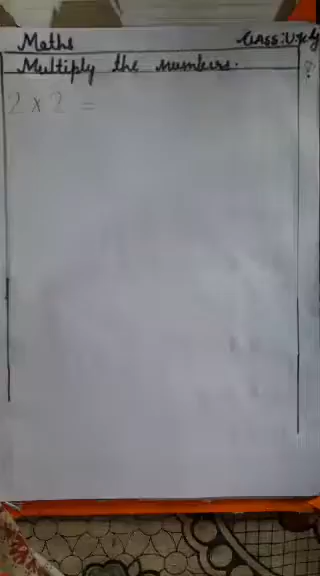 Maths
Multiply the numbers.
2 x 2 =
?